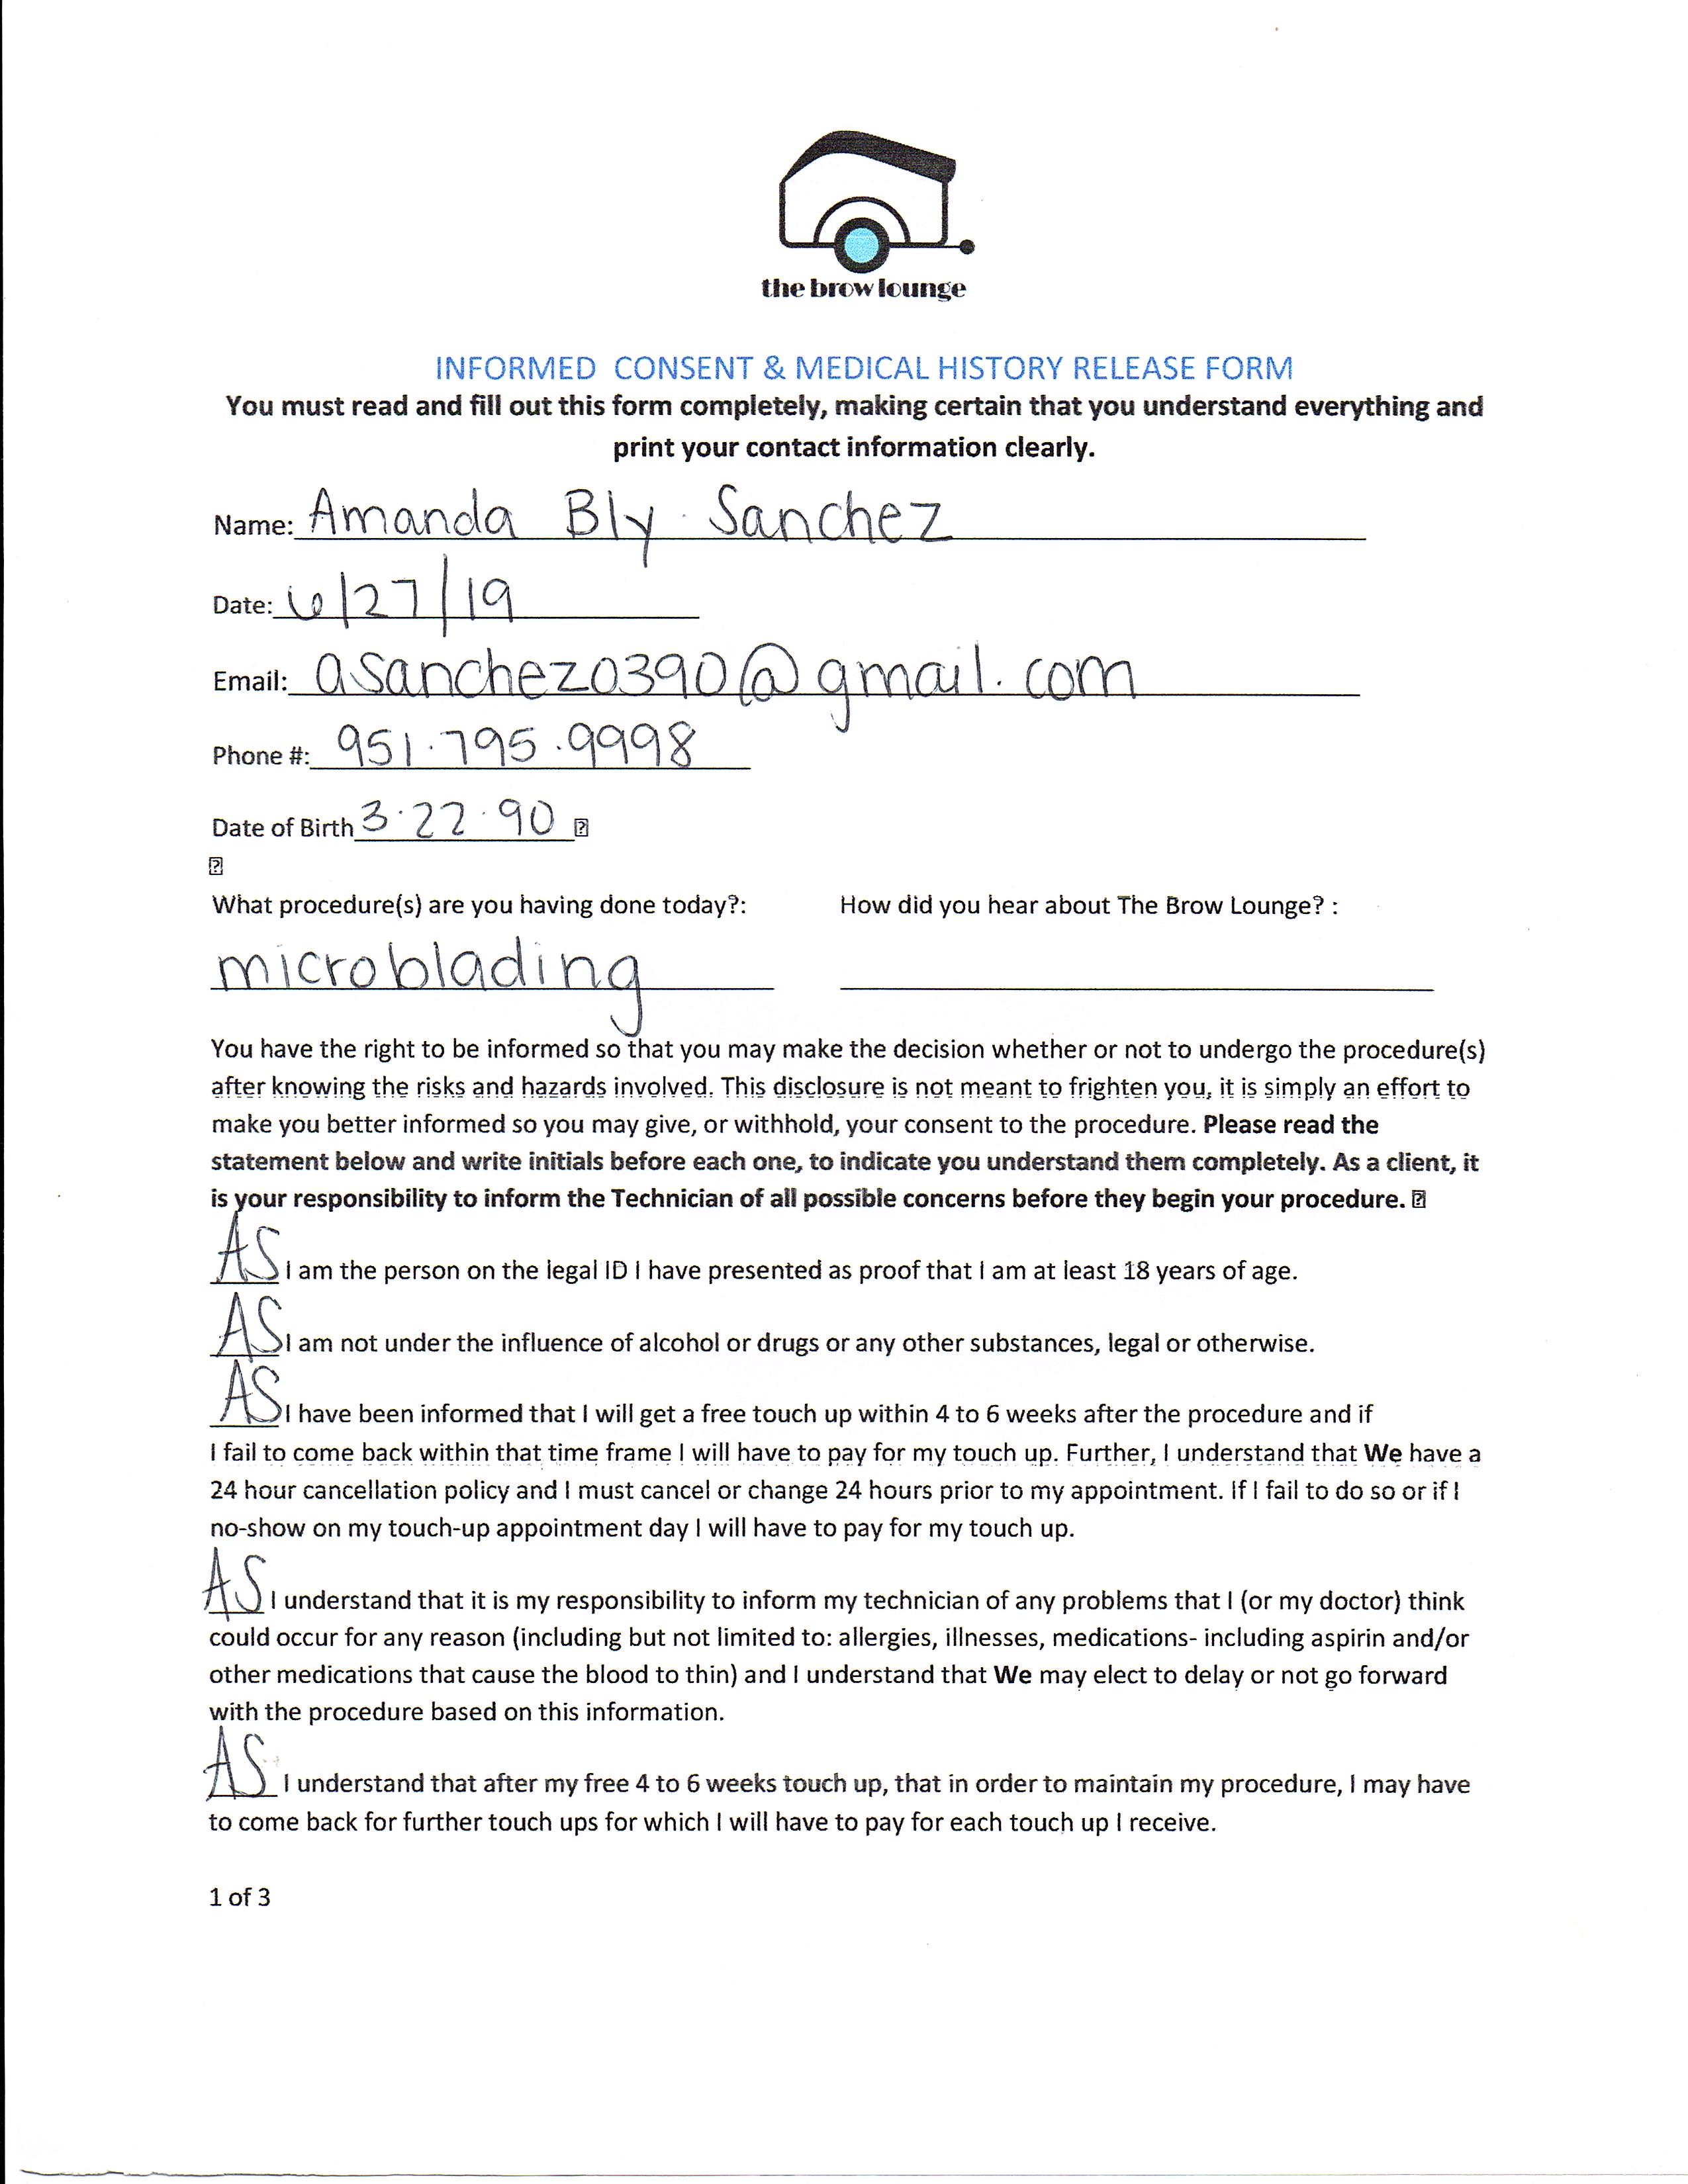 the brow lounge
INFORMED CONSENT & MEDICAL HISTORY RELEASE FORM
You must read and fill out this form completely, making certain that you understand everything and
print your contact information clearly.
Name: Amanda Bly Sanchez
Date: 6/27/19
Email: asanchez0390@gmail.com
Phone #: 951.795.9998
Date of Birth 3.22.90 
What procedure(s) are you having done today?: How did you hear about The Brow Lounge? :
microblading
You have the right to be informed so that you may make the decision whether or not to undergo the procedure(s)
after knowing the risks and hazards involved. This disclosure is not meant to frighten you, it is simply an effort to
make you better informed so you may give, or withhold, your consent to the procedure. Please read the
statement below and write initials before each one, to indicate you understand them completely. As a client, it
is your responsibility to inform the Technician of all possible concerns before they begin your procedure.
AS I am the person on the legal ID I have presented as proof that I am at least 18 years of age.
AS I am not under the influence of alcohol or drugs or any other substances, legal or otherwise.
AS I have been informed that I will get a free touch up within 4 to 6 weeks after the procedure and if
I fail to come back within that time frame I will have to pay for my touch up. Further, I understand that We have a
24 hour cancellation policy and I must cancel or change 24 hours prior to my appointment. If I fail to do so or if I
no-show on my touch-up appointment day I will have to pay for my touch up.
AS I understand that it is my responsibility to inform my technician of any problems that I (or my doctor) think
could occur for any reason (including but not limited to: allergies, illnesses, medications- including aspirin and/or
other medications that cause the blood to thin) and I understand that We may elect to delay or not go forward
with the procedure based on this information.
AS I understand that after my free 4 to 6 weeks touch up, that in order to maintain my procedure, I may have
to come back for further touch ups for which I will have to pay for each touch up I receive.
1 of 3